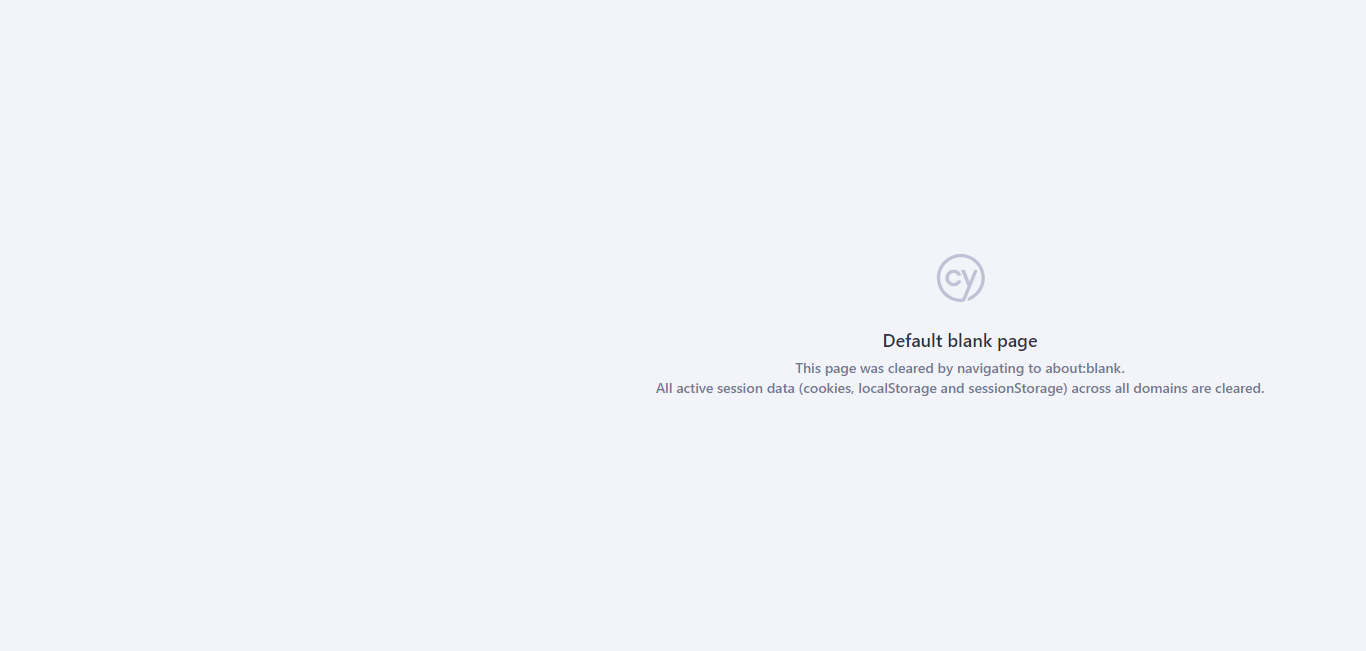 cy
Default blank page
This page was cleared by navigating to about:blank.
All active session data (cookies, localStorage and sessionStorage) across all domains are cleared.